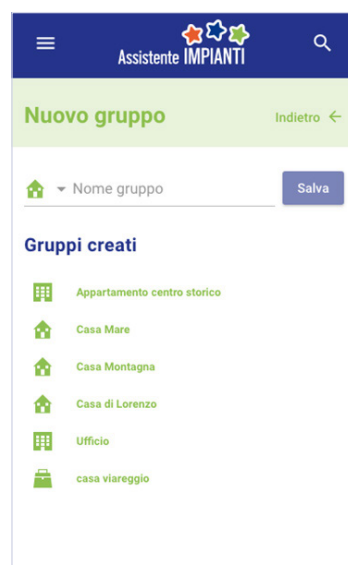 Assistente IMPIANTI
Nuovo gruppo
Indietro
Nome gruppo
Salva
Gruppi creati
Appartamento centro storico
Casa Mare
Casa Montagna
Casa di Lorenzo
Ufficio
casa viareggio